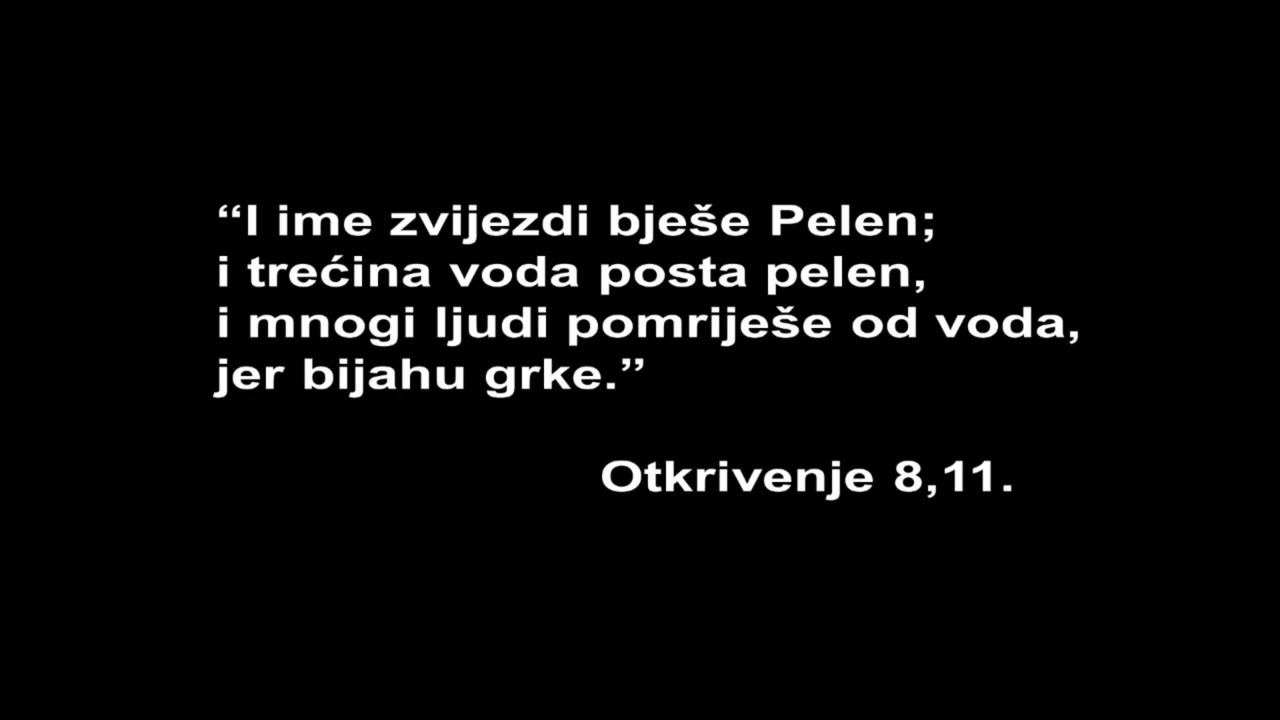 “I ime zvijezdi bješe Pelen;
i trećina voda posta pelen,
i mnogi ljudi pomriješe od voda,
jer bijahu grke.”
Otkrivenje 8,11.